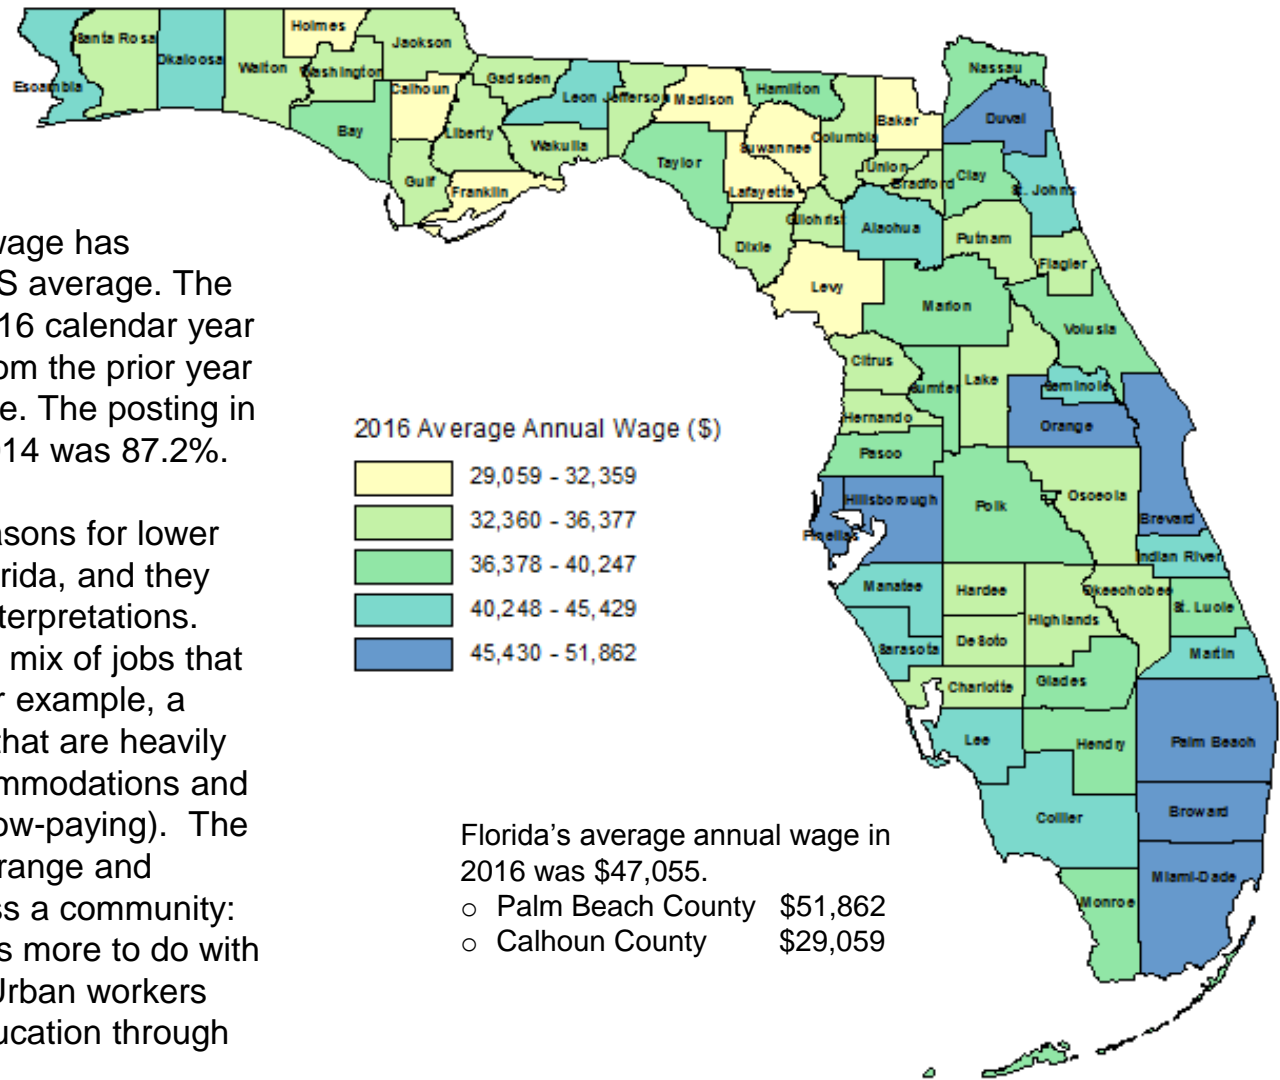 Holmes
Santa Rosa
Okaloosa
Walton
Washington
Jackson
Escambia
Calhoun
Gadsden
Leon
Jefferson
Madison
Hamilton
Nassau
Bay
Liberty
Wakulla
Taylor
Suwannee
Columbia
Baker
Duval
Gulf
Franklin
Lafayette
Union
Bradford
Clay
St. Johns
Dixie
Gilchrist
Alachua
Putnam
Flagler
Levy
Marion
Volusia
Citrus
Sumter
Lake
Seminole
Hernando
Orange
Pasco
Hillsborough
Pinellas
Polk
Osceola
Brevard
Indian River
Manatee
Hardee
Okeechobee
St. Lucie
Highlands
Sarasota
DeSoto
Martin
Charlotte
Glades
Lee
Hendry
Palm Beach
Collier
Broward
Monroe
Miami-Dade
wage has
S average. The
16 calendar year
om the prior year
e. The posting in
014 was 87.2%.
asons for lower
rida, and they
nterpretations.
mix of jobs that
r example, a
that are heavily
mmodations and
ow-paying).  The
range and
ss a community:
s more to do with
Urban workers
ucation through
2016 Average Annual Wage ($)
29,059 - 32,359
32,360 - 36,377
36,378 - 40,247
40,248 - 45,429
45,430 - 51,862
Florida's average annual wage in
2016 was $47,055.
○ Palm Beach County $51,862
○ Calhoun County $29,059